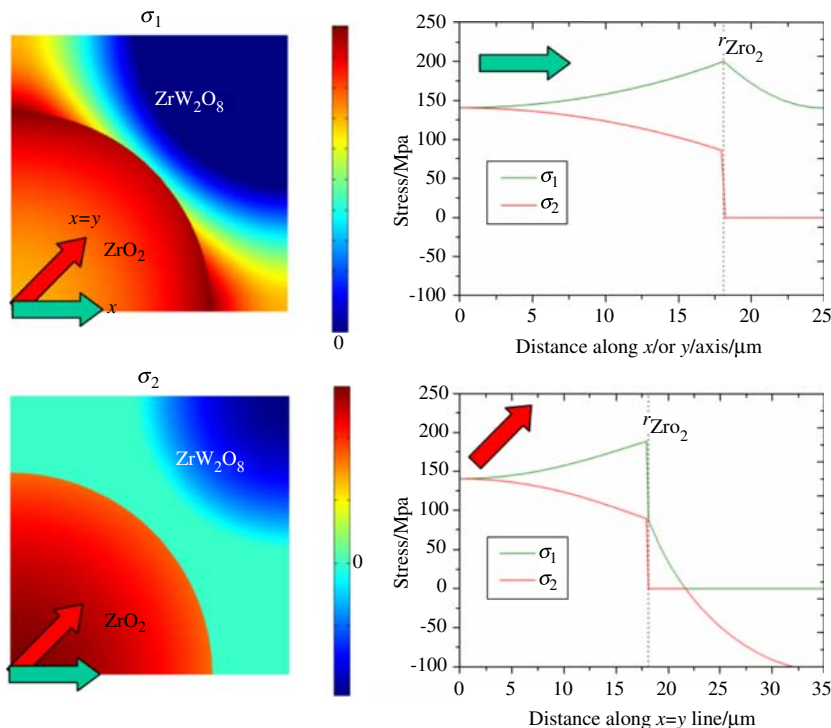 σ1
ZrW2O8
x=y
ZrO2
x
0
250
200
150
100
50
0
-50
-100
Stress/Mpa
rZro2
σ1
σ2
0
5
10
15
20
25
Distance along x/or y/axis/μm
σ2
ZrW2O8
0
ZrO2
250
200
150
100
50
0
-50
-100
Stress/Mpa
rZro2
σ1
σ2
0
5
10
15
20
25
30
35
Distance along x=y line/μm